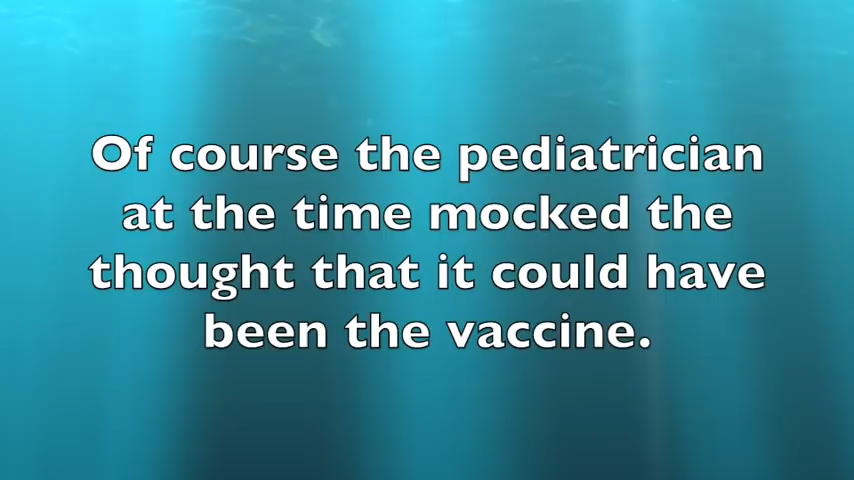 Of course the pediatrician
at the time mocked the
thought that it could have
been the vaccine.